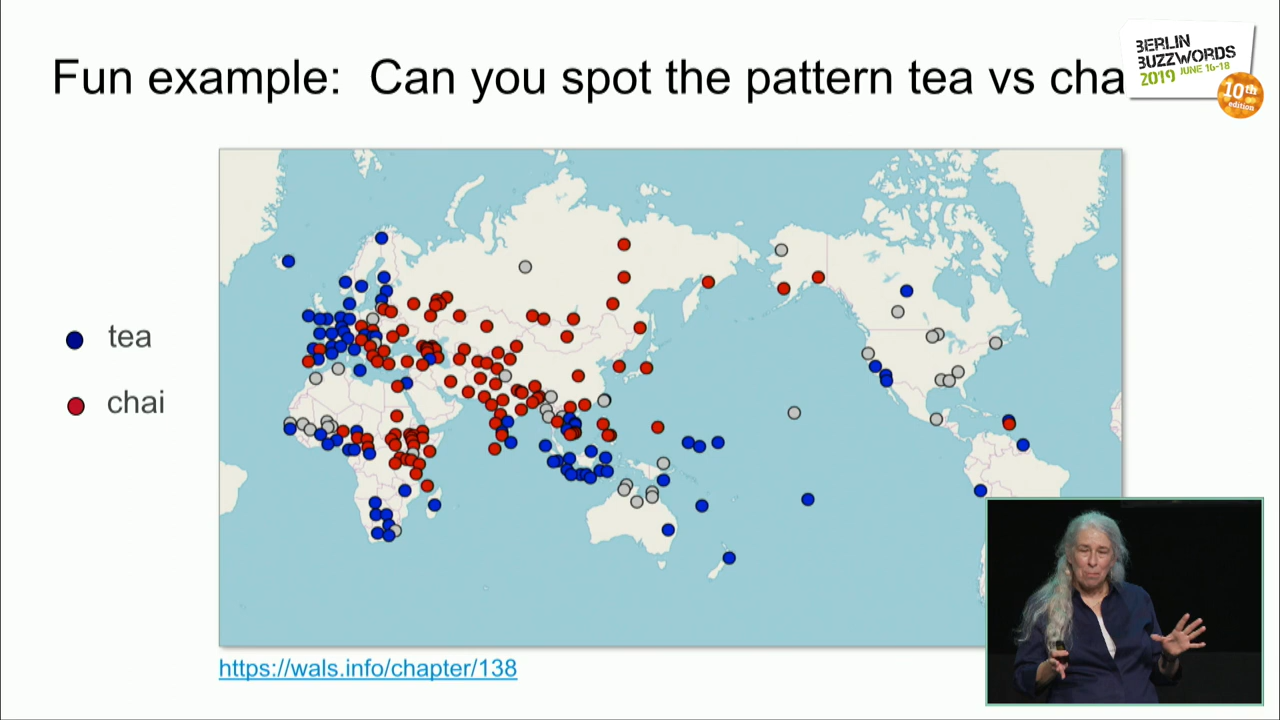 Fun example:  Can you spot the pattern tea vs cha
BERLIN
BUZZWORDS
2019 JUNE 16-18
10th
edition
tea
chai
https://wals.info/chapter/138